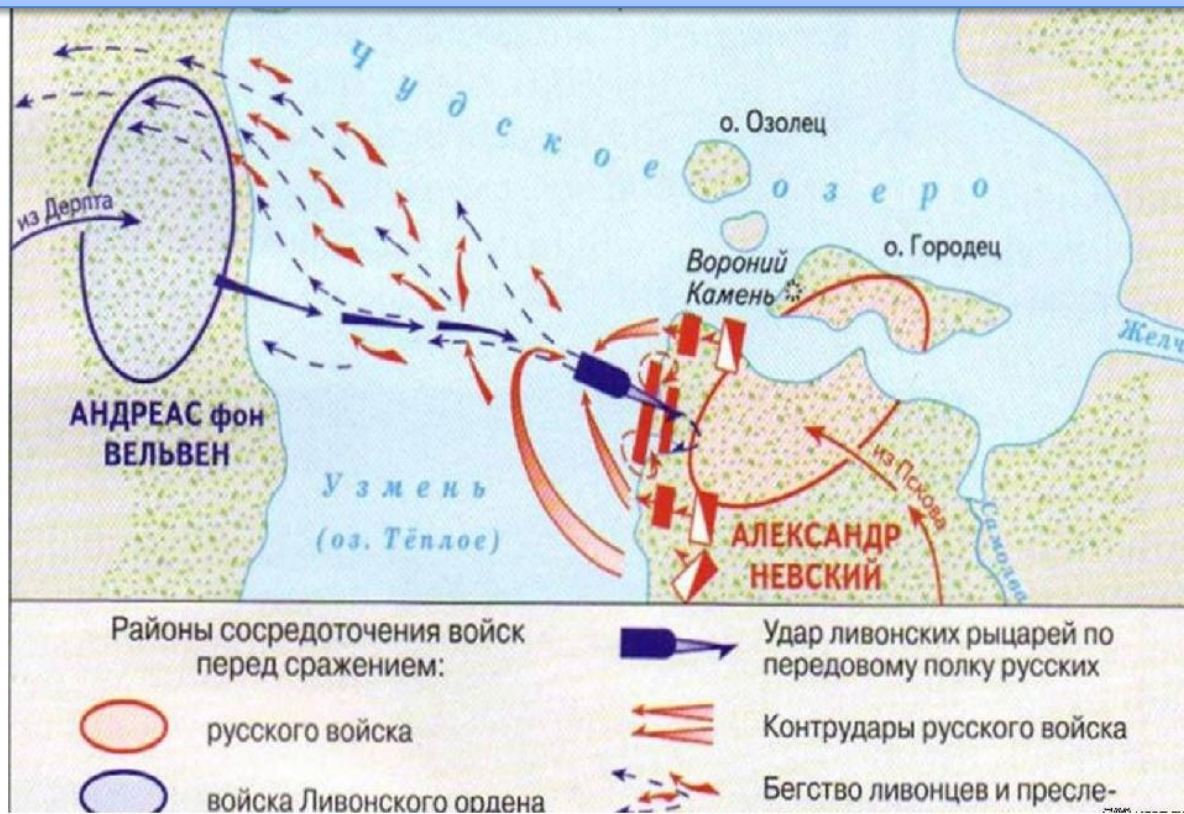 Чудское озеро
о. Озолец
о. Городец
Вороний
Камень
Желч
из Дерпта
АНДРЕАС фон
ВЕЛЬВЕН
Узмень
(оз. Тёплое)
из Пскова
Самолва
АЛЕКСАНДР
НЕВСКИЙ
Районы сосредоточения войск
перед сражением:
русского войска
войска Ливонского ордена
Удар ливонских рыцарей по
передовому полку русских
Контрудары русского войска
Бегство ливонцев и пресле-